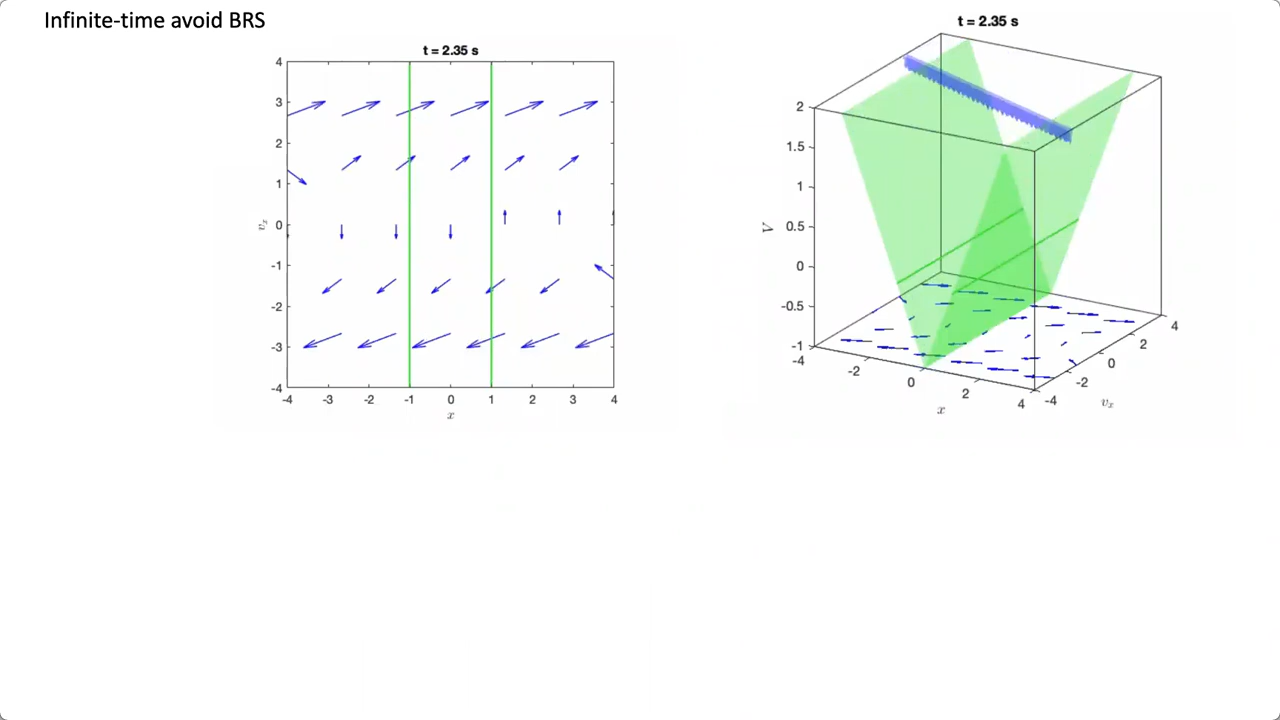 Infinite-time avoid BRS
t = 2.35 s
4
3
2
1
0
-1
-2
-3
-4
v_x
-4 -3 -2 -1 0 1 2 3 4
x
t = 2.35 s
2
1.5
1
0.5
0
-0.5
-1
V
-4 -2 0 2 4
x
-4 -2 0 2 4
v_x